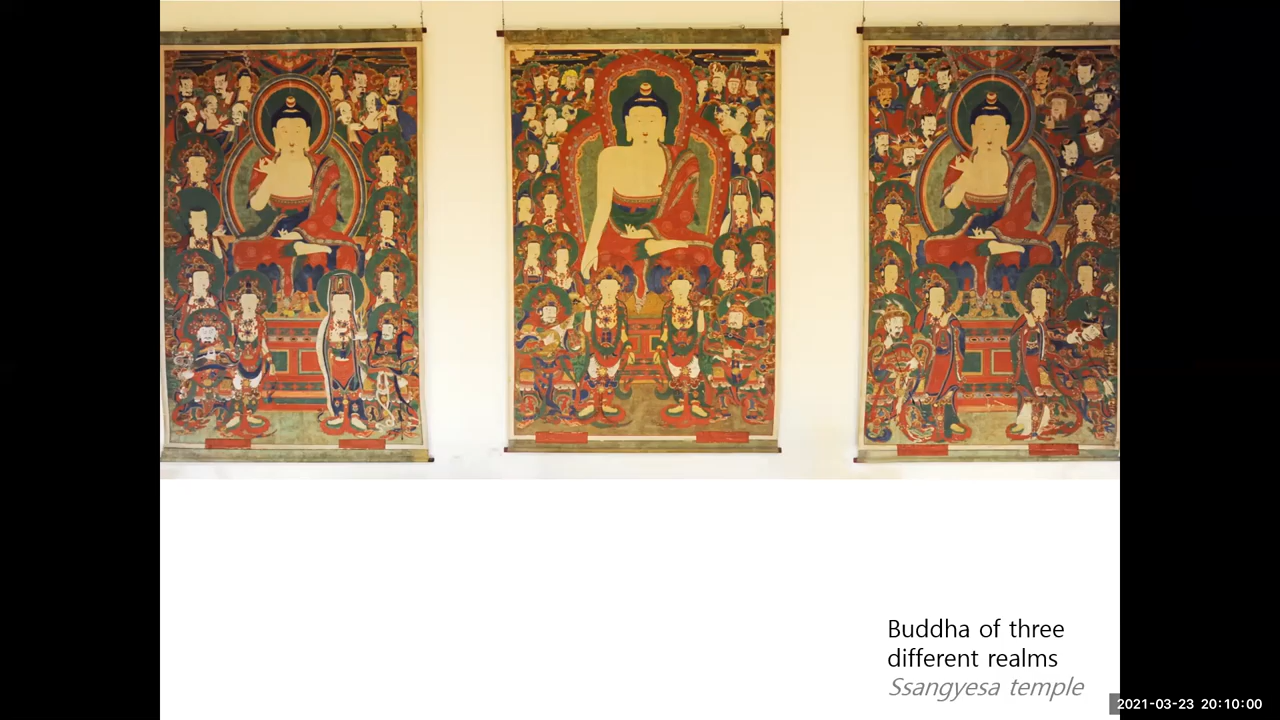 Buddha of three
different realms
Ssangyesa temple
2021-03-23 20:10:00